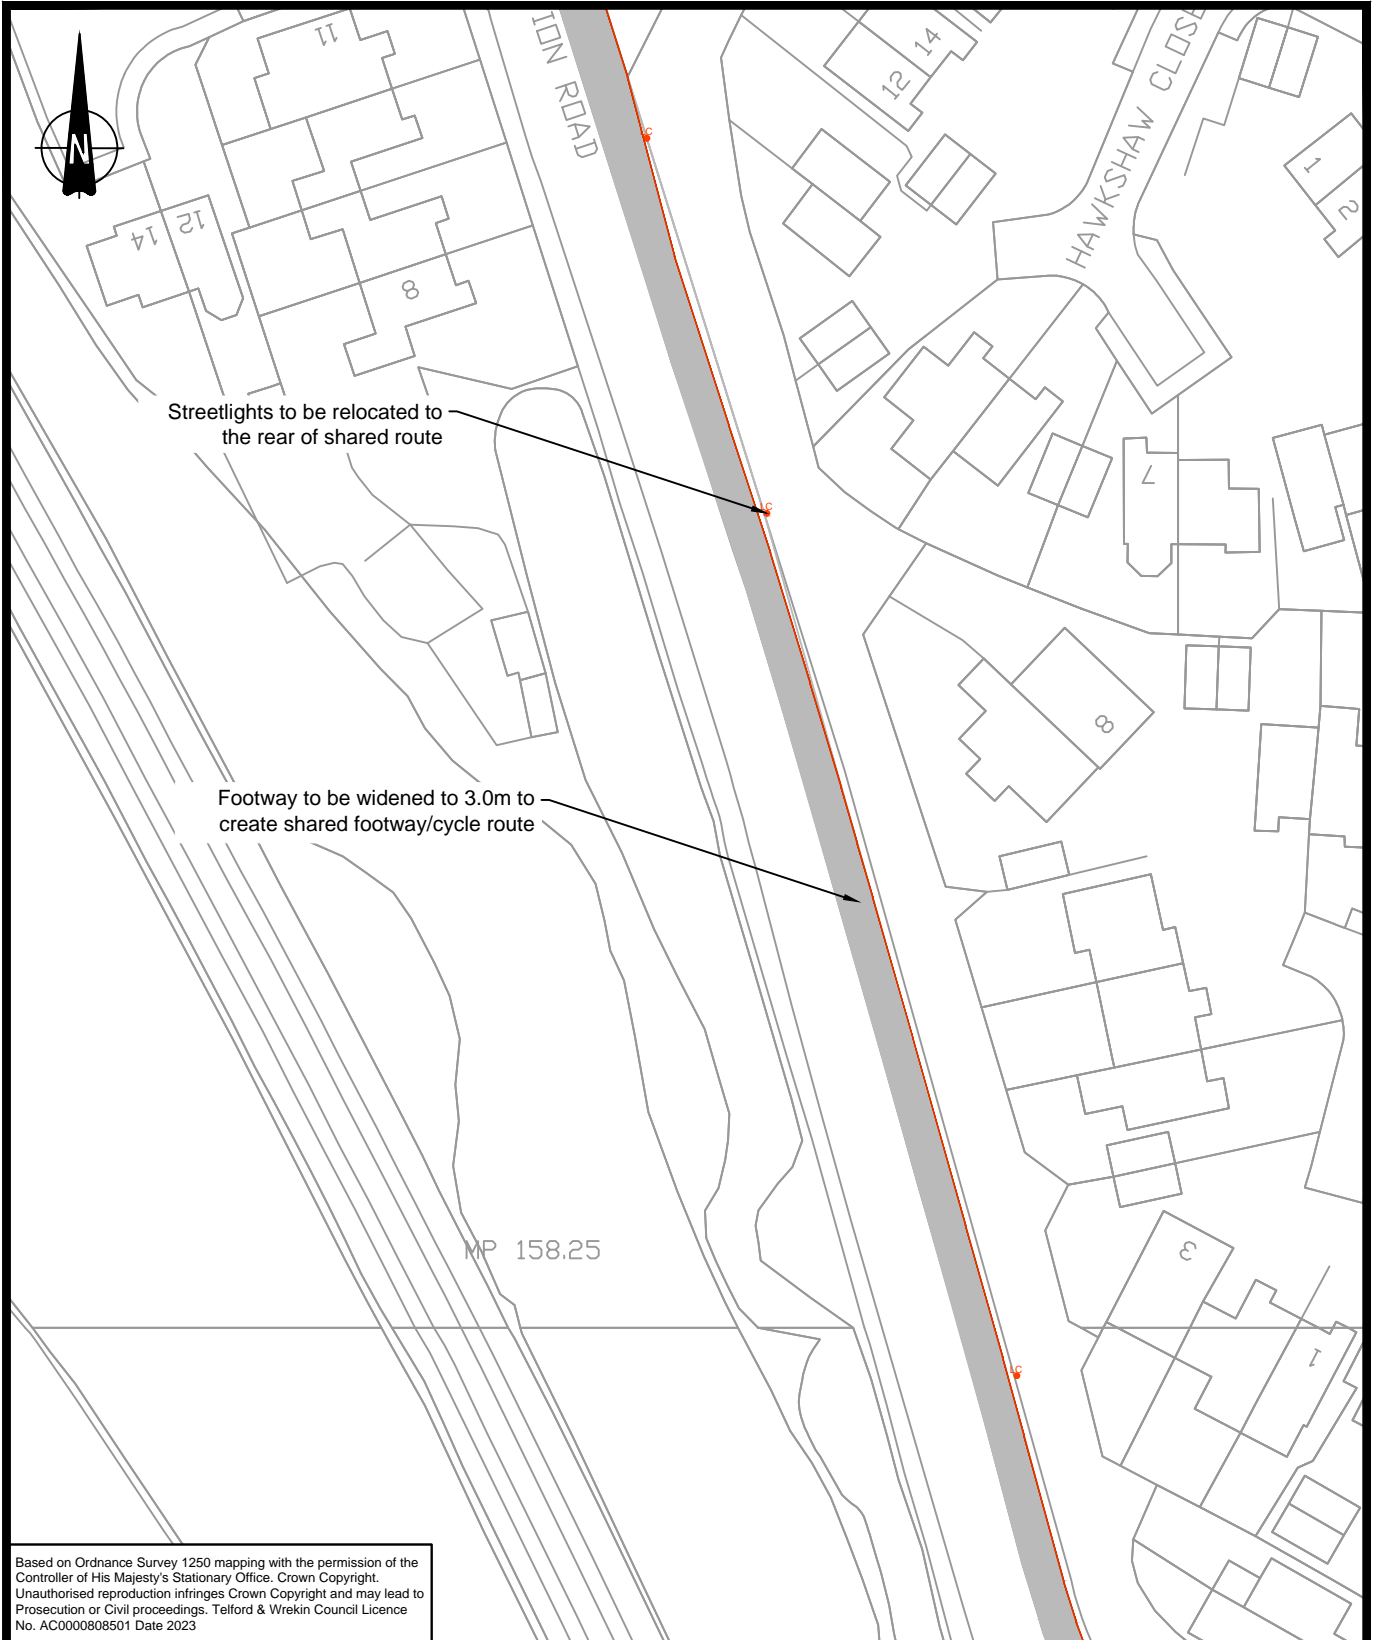 11
ION ROAD
14
12
HAWKSHAW CLOSE
1
2
N
LC
14
12
8
Streetlights to be relocated to
the rear of shared route
LC
7
8
Footway to be widened to 3.0m to
create shared footway/cycle route
MP 158.25
3
1
LC
Based on Ordnance Survey 1250 mapping with the permission of the
Controller of His Majesty's Stationary Office. Crown Copyright.
Unauthorised reproduction infringes Crown Copyright and may lead to
Prosecution or Civil proceedings. Telford & Wrekin Council Licence
No. AC0000808501 Date 2023